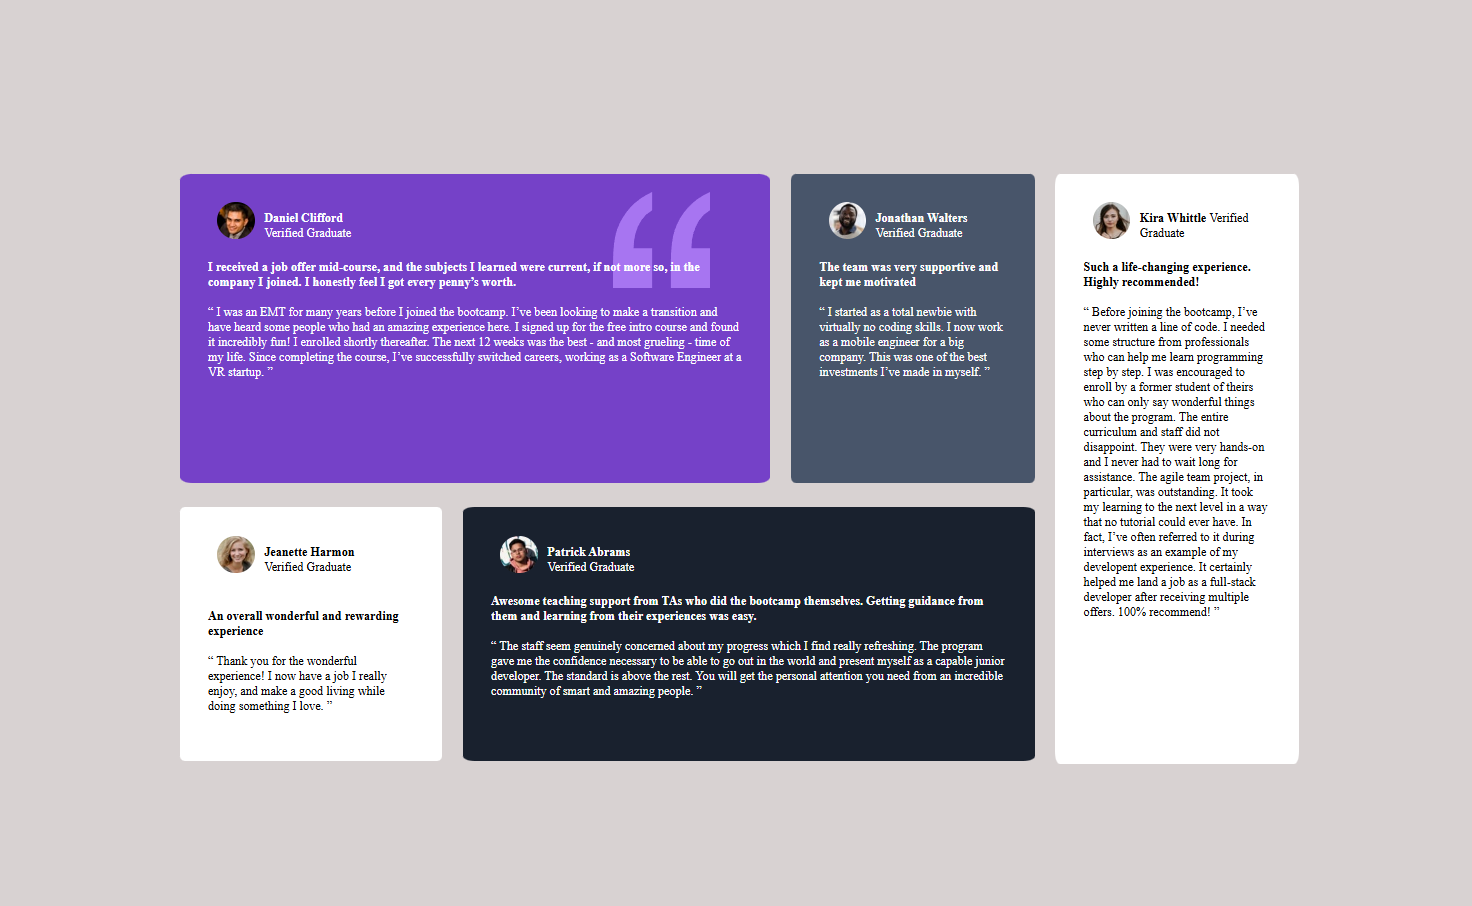 Daniel Clifford
Verified Graduate
I received a job offer mid-course, and the subjects I learned were current, if not more so, in the
company I joined. I honestly feel I got every penny’s worth.
“ I was an EMT for many years before I joined the bootcamp. I’ve been looking to make a transition and
have heard some people who had an amazing experience here. I signed up for the free intro course and found
it incredibly fun! I enrolled shortly thereafter. The next 12 weeks was the best - and most grueling - time of
my life. Since completing the course, I’ve successfully switched careers, working as a Software Engineer at a
VR startup. ”
Jonathan Walters
Verified Graduate
The team was very supportive and
kept me motivated
“ I started as a total newbie with
virtually no coding skills. I now work
as a mobile engineer for a big
company. This was one of the best
investments I’ve made in myself. ”
Kira Whittle Verified
Graduate
Such a life-changing experience.
Highly recommended!
“ Before joining the bootcamp, I’ve
never written a line of code. I needed
some structure from professionals
who can help me learn programming
step by step. I was encouraged to
enroll by a former student of theirs
who can only say wonderful things
about the program. The entire
curriculum and staff did not
disappoint. They were very hands-on
and I never had to wait long for
assistance. The agile team project, in
particular, was outstanding. It took
my learning to the next level in a way
that no tutorial could ever have. In
fact, I’ve often referred to it during
interviews as an example of my
developent experience. It certainly
helped me land a job as a full-stack
developer after receiving multiple
offers. 100% recommend! ”
Jeanette Harmon
Verified Graduate
An overall wonderful and rewarding
experience
“ Thank you for the wonderful
experience! I now have a job I really
enjoy, and make a good living while
doing something I love. ”
Patrick Abrams
Verified Graduate
Awesome teaching support from TAs who did the bootcamp themselves. Getting guidance from
them and learning from their experiences was easy.
“ The staff seem genuinely concerned about my progress which I find really refreshing. The program
gave me the confidence necessary to be able to go out in the world and present myself as a capable junior
developer. The standard is above the rest. You will get the personal attention you need from an incredible
community of smart and amazing people. ”